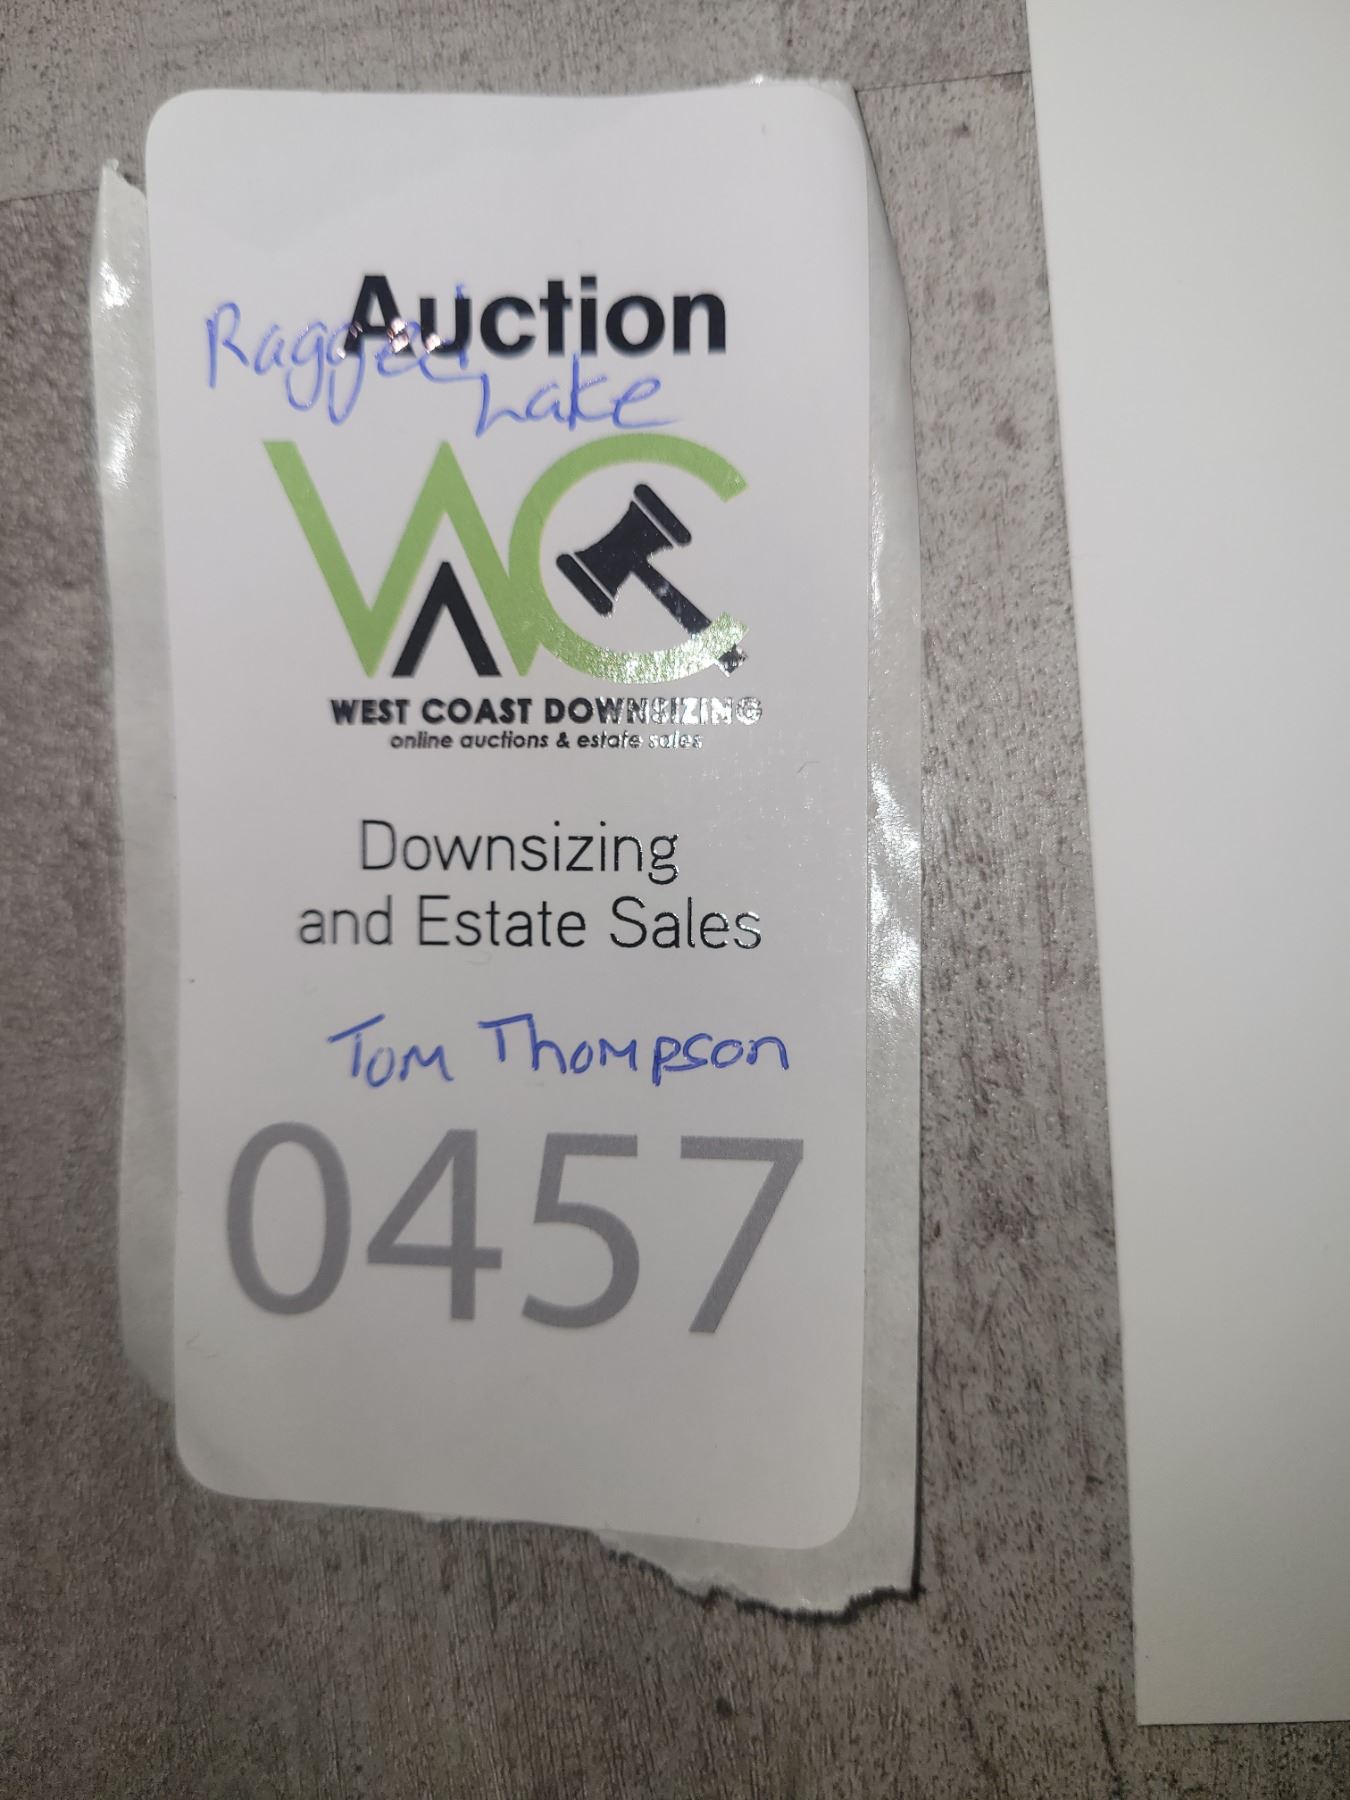 Auction
Ragged
Lake
WAC
WEST COAST DOWNSIZING
online auctions & estate sales
Downsizing
and Estate Sales
Tom Thompson
0457